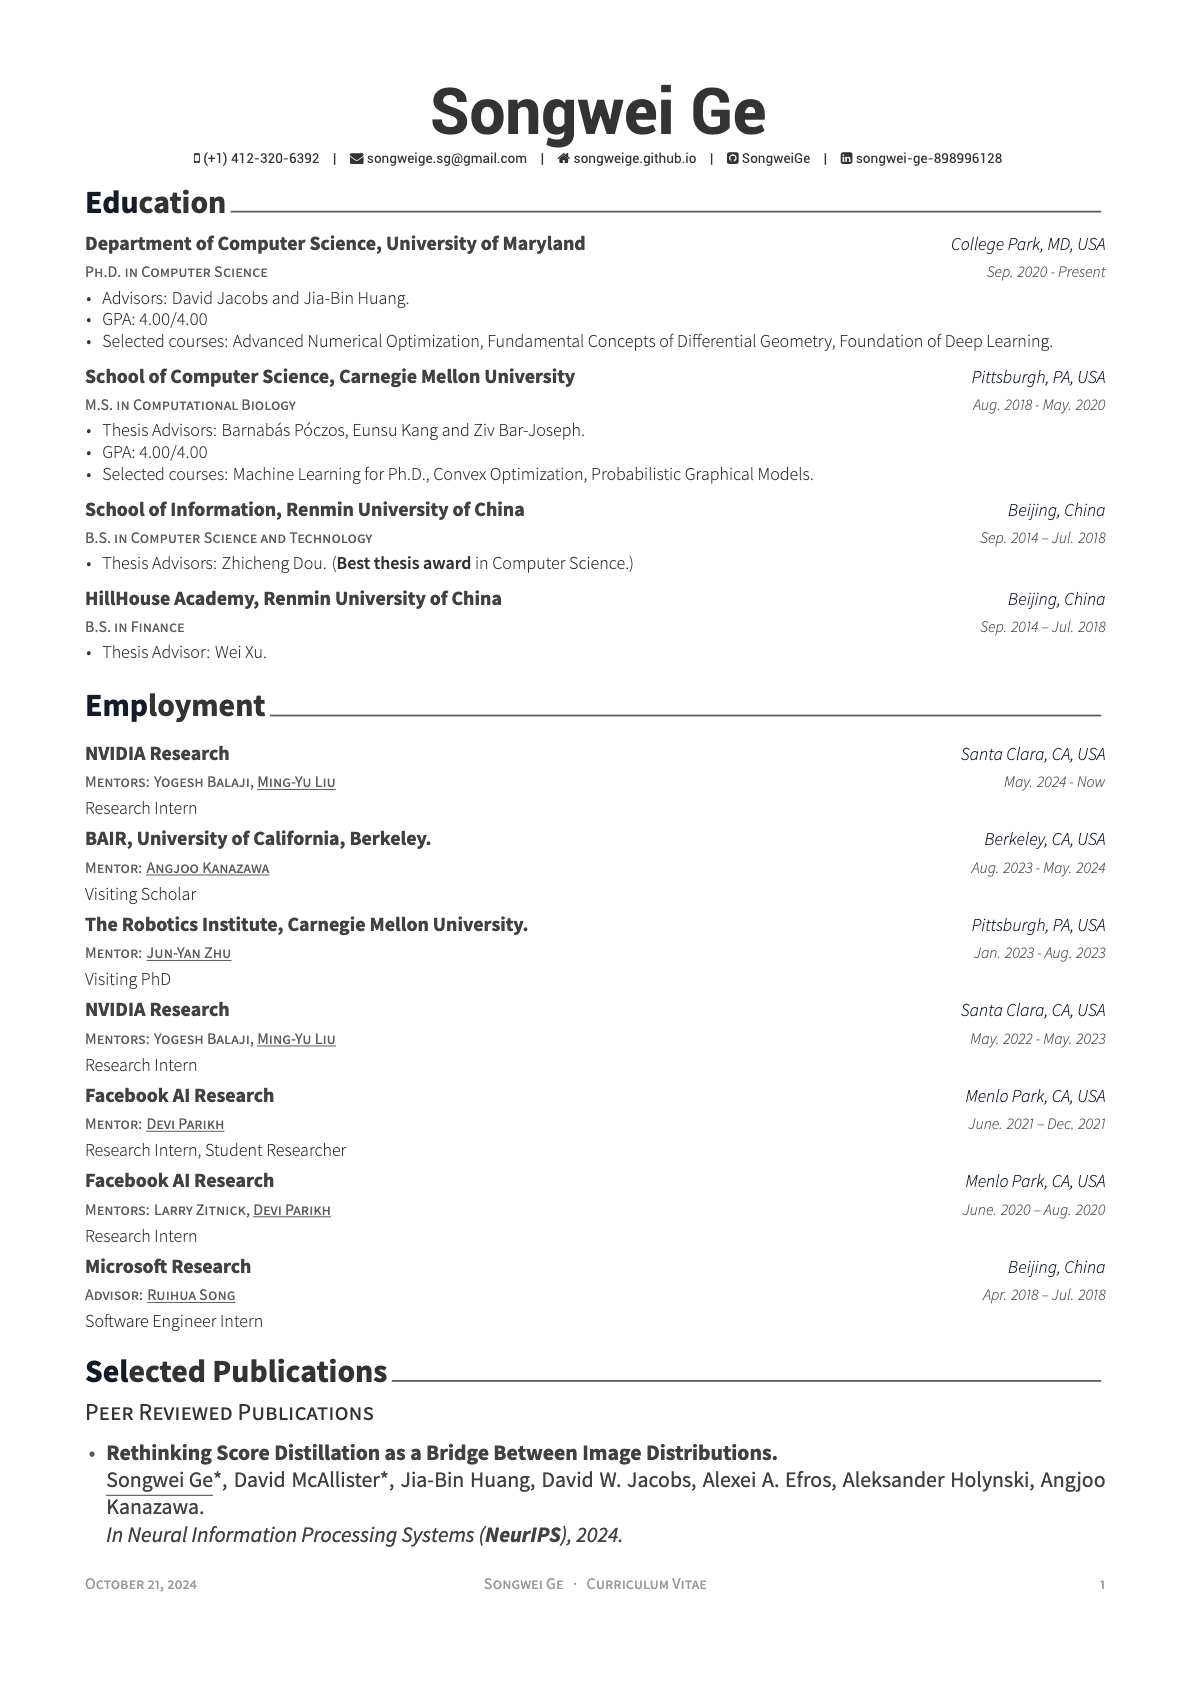 Songwei Ge
(+1) 412-320-6392 | songweige.sg@gmail.com | songweige.github.io | SongweiGe | songwei-ge-898996128
Education
Department of Computer Science, University of Maryland College Park, MD, USA
Ph.D. in Computer Science Sep. 2020 - Present
• Advisors: David Jacobs and Jia-Bin Huang.
• GPA: 4.00/4.00
• Selected courses: Advanced Numerical Optimization, Fundamental Concepts of Differential Geometry, Foundation of Deep Learning.
School of Computer Science, Carnegie Mellon University Pittsburgh, PA, USA
M.S. in Computational Biology Aug. 2018 - May. 2020
• Thesis Advisors: Barnabás Póczos, Eunsu Kang and Ziv Bar-Joseph.
• GPA: 4.00/4.00
• Selected courses: Machine Learning for Ph.D., Convex Optimization, Probabilistic Graphical Models.
School of Information, Renmin University of China Beijing, China
B.S. in Computer Science and Technology Sep. 2014 – Jul. 2018
• Thesis Advisors: Zhicheng Dou. (Best thesis award in Computer Science.)
HillHouse Academy, Renmin University of China Beijing, China
B.S. in Finance Sep. 2014 – Jul. 2018
• Thesis Advisor: Wei Xu.
Employment
NVIDIA Research Santa Clara, CA, USA
Mentors: Yogesh Balaji, Ming-Yu Liu May. 2024 - Now
Research Intern
BAIR, University of California, Berkeley. Berkeley, CA, USA
Mentor: Angjoo Kanazawa Aug. 2023 - May. 2024
Visiting Scholar
The Robotics Institute, Carnegie Mellon University. Pittsburgh, PA, USA
Mentor: Jun-Yan Zhu Jan. 2023 - Aug. 2023
Visiting PhD
NVIDIA Research Santa Clara, CA, USA
Mentors: Yogesh Balaji, Ming-Yu Liu May. 2022 - May. 2023
Research Intern
Facebook AI Research Menlo Park, CA, USA
Mentor: Devi Parikh June. 2021 – Dec. 2021
Research Intern, Student Researcher
Facebook AI Research Menlo Park, CA, USA
Mentors: Larry Zitnick, Devi Parikh June. 2020 – Aug. 2020
Research Intern
Microsoft Research Beijing, China
Advisor: Ruihua Song Apr. 2018 – Jul. 2018
Software Engineer Intern
Selected Publications
Peer Reviewed Publications
• Rethinking Score Distillation as a Bridge Between Image Distributions.
Songwei Ge*, David McAllister*, Jia-Bin Huang, David W. Jacobs, Alexei A. Efros, Aleksander Holynski, Angjoo
Kanazawa.
In Neural Information Processing Systems (NeurIPS), 2024.
October 21, 2024 Songwei Ge · Curriculum Vitae 1